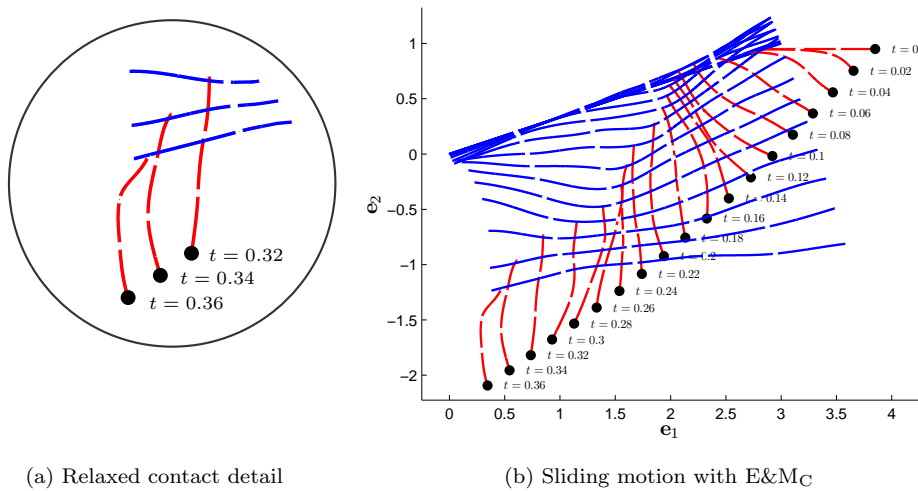 t = 0.32
t = 0.34
t = 0.36
1
0.5
0
−0.5
−1
−1.5
−2
e2
t = 0
t = 0.02
t = 0.04
t = 0.06
t = 0.08
t = 0.1
t = 0.12
t = 0.14
t = 0.16
t = 0.18
t = 0.2
t = 0.22
t = 0.24
t = 0.26
t = 0.28
t = 0.3
t = 0.32
t = 0.34
t = 0.36
0 0.5 1 1.5 2 2.5 3 3.5 4
e1
(a) Relaxed contact detail
(b) Sliding motion with E&MC